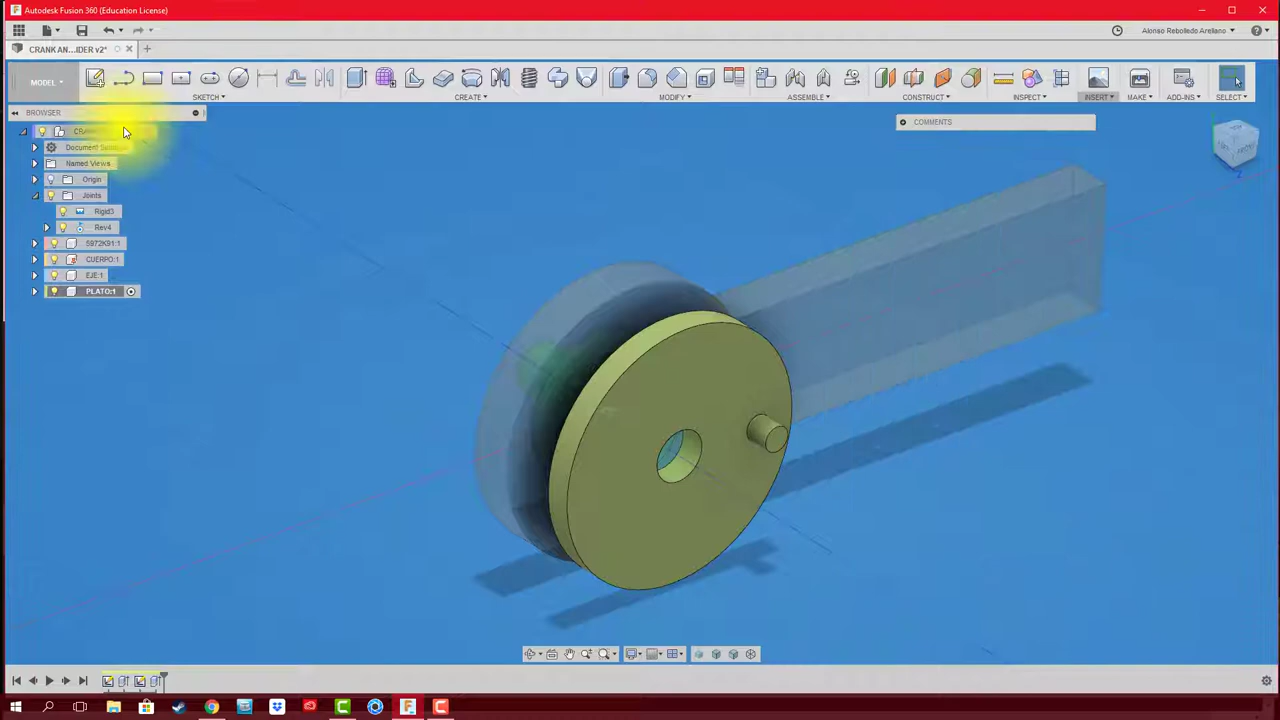 Autodesk Fusion 360 (Education License)
Alonso Rebolledo Arellano
CRANK AN...IDER v2*
MODEL
SKETCH
CREATE
MODIFY
ASSEMBLE
CONSTRUCT
INSPECT
INSERT
MAKE
ADD-INS
SELECT
BROWSER
COMMENTS
Document
Named Views
Origin
Joints
Rigid3
Rev4
5972K91:1
CUERPO:1
EJE:1
PLATO:1